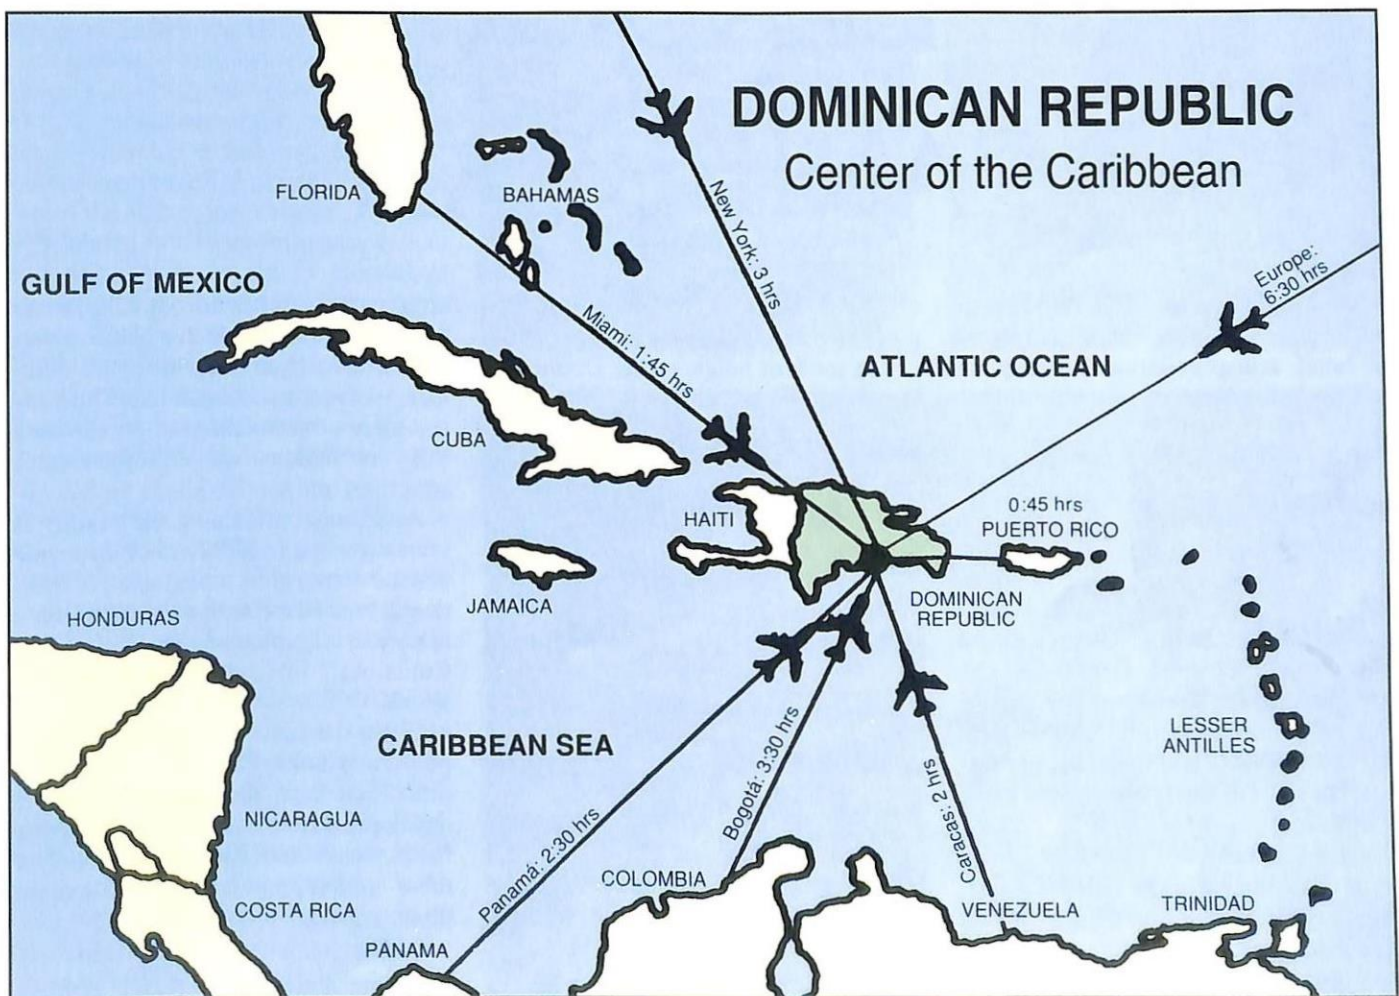 DOMINICAN REPUBLIC
Center of the Caribbean
FLORIDA
BAHAMAS
New York: 3 hrs
Europe:
6:30 hrs
GULF OF MEXICO
Miami: 1:45 hrs
ATLANTIC OCEAN
CUBA
HAITI
0:45 hrs
PUERTO RICO
JAMAICA
DOMINICAN
REPUBLIC
HONDURAS
CARIBBEAN SEA
LESSER
ANTILLES
NICARAGUA
Panamá: 2:30 hrs
Bogotá: 3:30 hrs
Caracas: 2 hrs
COLOMBIA
COSTA RICA
VENEZUELA
TRINIDAD
PANAMA